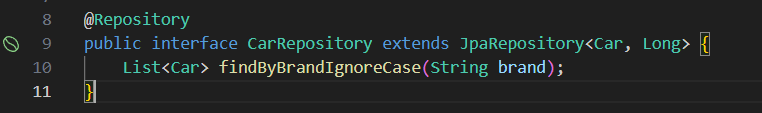 8 @Repository
9 public interface CarRepository extends JpaRepository<Car, Long> {
10     List<Car> findByBrandIgnoreCase(String brand);
11 }